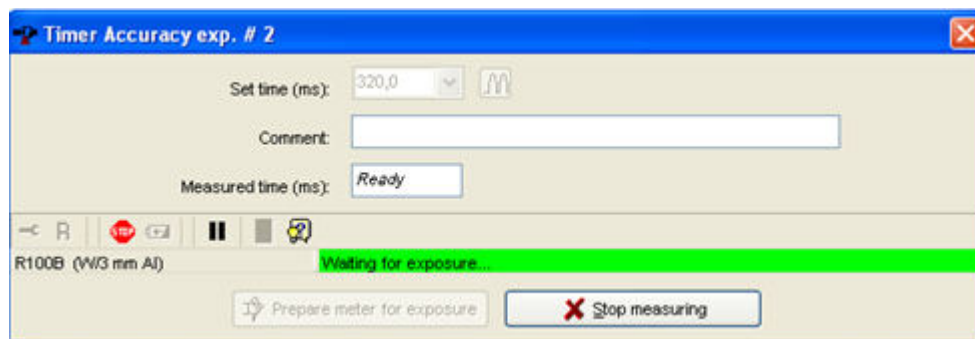 Timer Accuracy exp. # 2
Set time (ms): 320,0
Comment:
Measured time (ms): Ready
R STOP
R100B (W/3 mm Al) Waiting for exposure...
Prepare meter for exposure Stop measuring